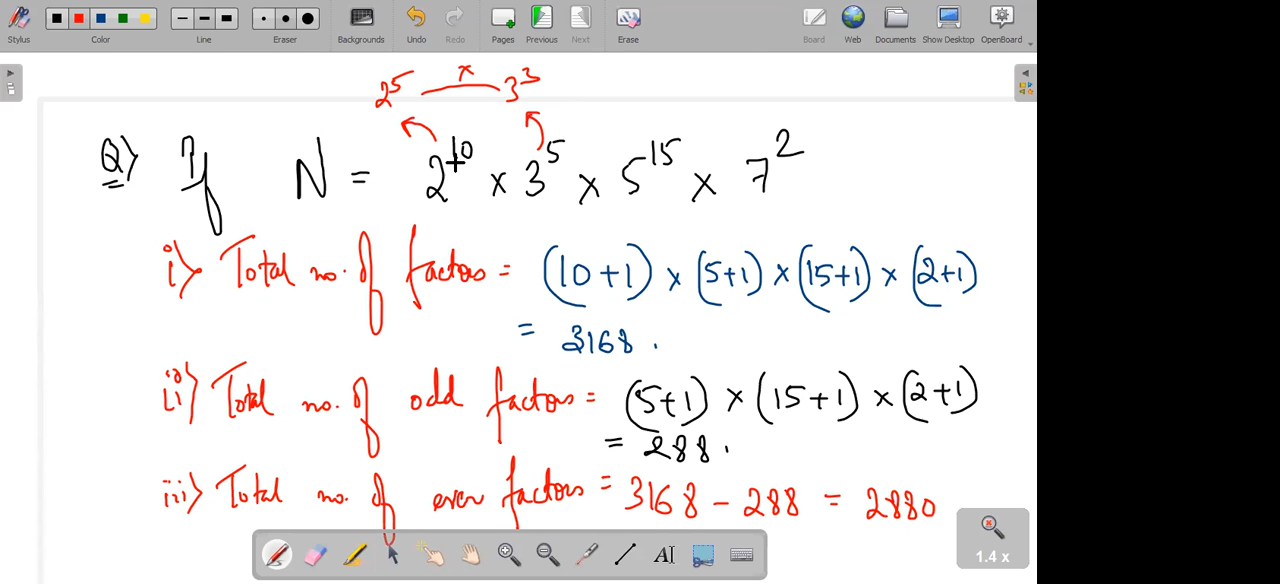 Stylus Color Line Eraser Backgrounds Undo Redo Pages Previous Next Erase Board Web Documents Show Desktop OpenBoard
2^5 × 3^3
Q) If N = 2^10 × 3^5 × 5^15 × 7^2
i) Total no. of factors = (10+1) × (5+1) × (15+1) × (2+1)
= 3168.
ii) Total no. of odd factors = (5+1) × (15+1) × (2+1)
= 288.
iii) Total no. of even factors = 3168 - 288 = 2880
1.4 x